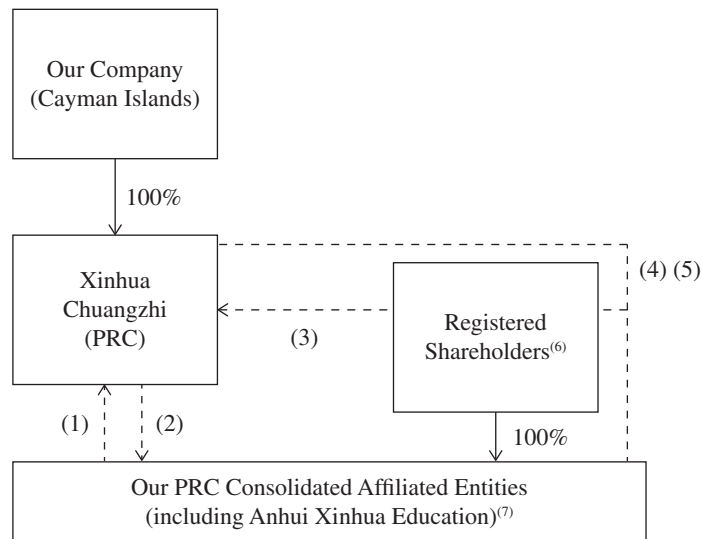 Our Company
(Cayman Islands)
100%
Xinhua
Chuangzhi
(PRC)
(4) (5)
(3)
Registered
Shareholders(6)
(1)
(2)
100%
Our PRC Consolidated Affiliated Entities
(including Anhui Xinhua Education)(7)